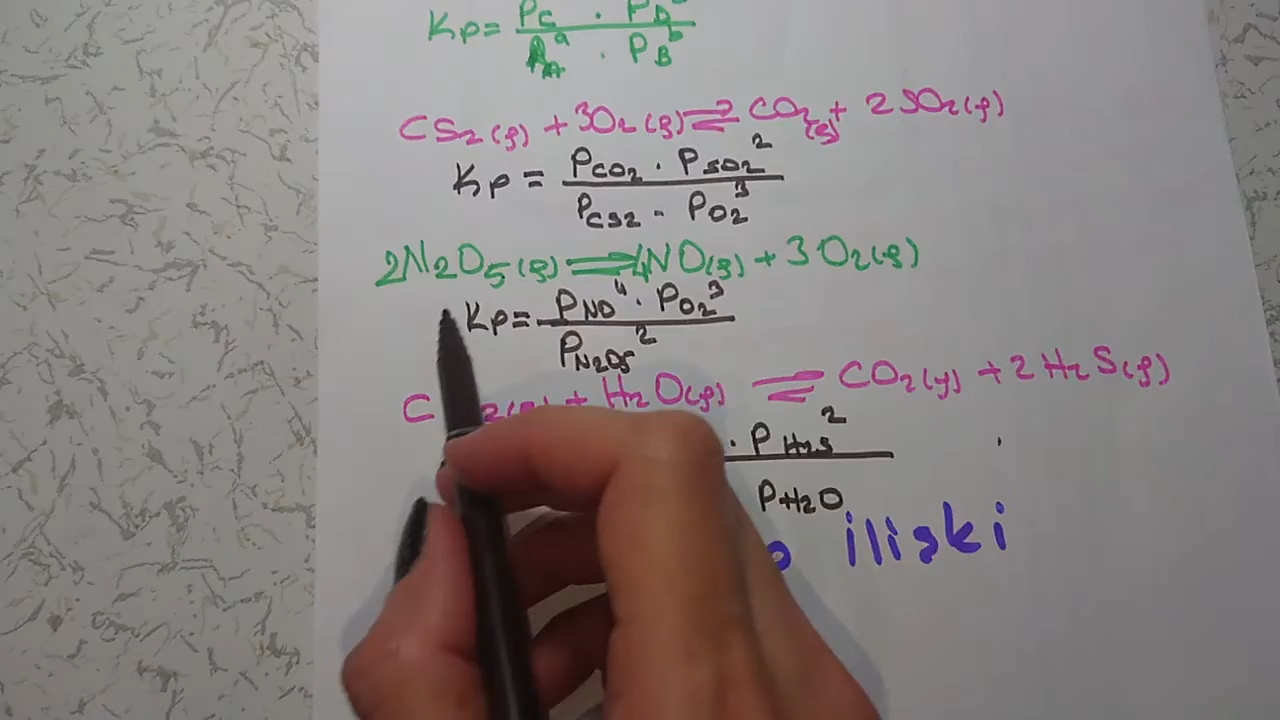 Kp = PC · PD / PA^a · PB^b
CS2(g) + 3O2(g) ⇌ CO2(g) + 2SO2(g)
Kp = PCO2 · PSO2^2 / PCS2 · PO2^3
2N2O5(g) ⇌ 4NO(g) + 3O2(g)
Kp = PNO^4 · PO2^3 / PN2O5^2
H2O(g) ⇌ CO2(g) + 2H2S(g)
· PH2S^2 / PH2O
iliski